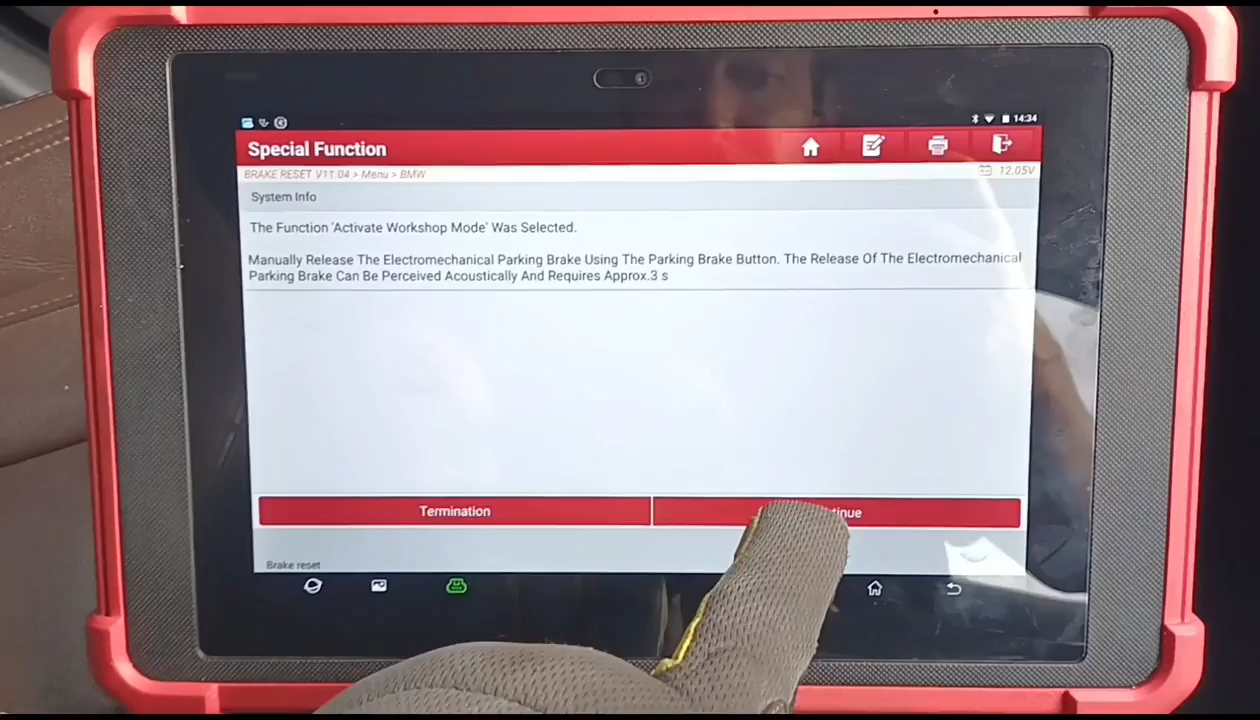 14:34
Special Function
BRAKE RESET V11.04 > Menu > BMW
12.05V
System Info
The Function 'Activate Workshop Mode' Was Selected.
Manually Release The Electromechanical Parking Brake Using The Parking Brake Button. The Release Of The Electromechanical
Parking Brake Can Be Perceived Acoustically And Requires Approx.3 s
Termination
Brake reset